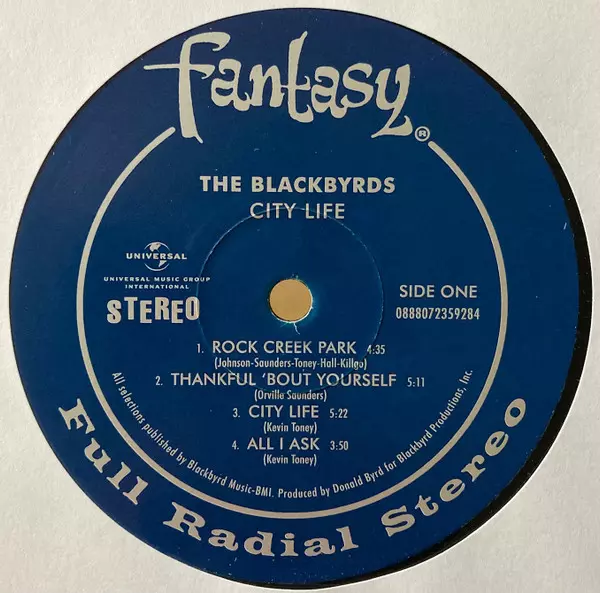 fantasy®
THE BLACKBYRDS
CITY LIFE
UNIVERSAL
UNIVERSAL MUSIC GROUP
INTERNATIONAL
STEREO
SIDE ONE
0888072359284
1. ROCK CREEK PARK 4:35
(Johnson-Saunders-Toney-Hall-Killgo)
2. THANKFUL 'BOUT YOURSELF 5:11
(Orville Saunders)
3. CITY LIFE 5:22
(Kevin Toney)
4. ALL I ASK 3:50
(Kevin Toney)
All selections published by Blackbyrd Music-BMI. Produced by Donald Byrd for Blackbyrd Productions, Inc.
Full Radial Stereo